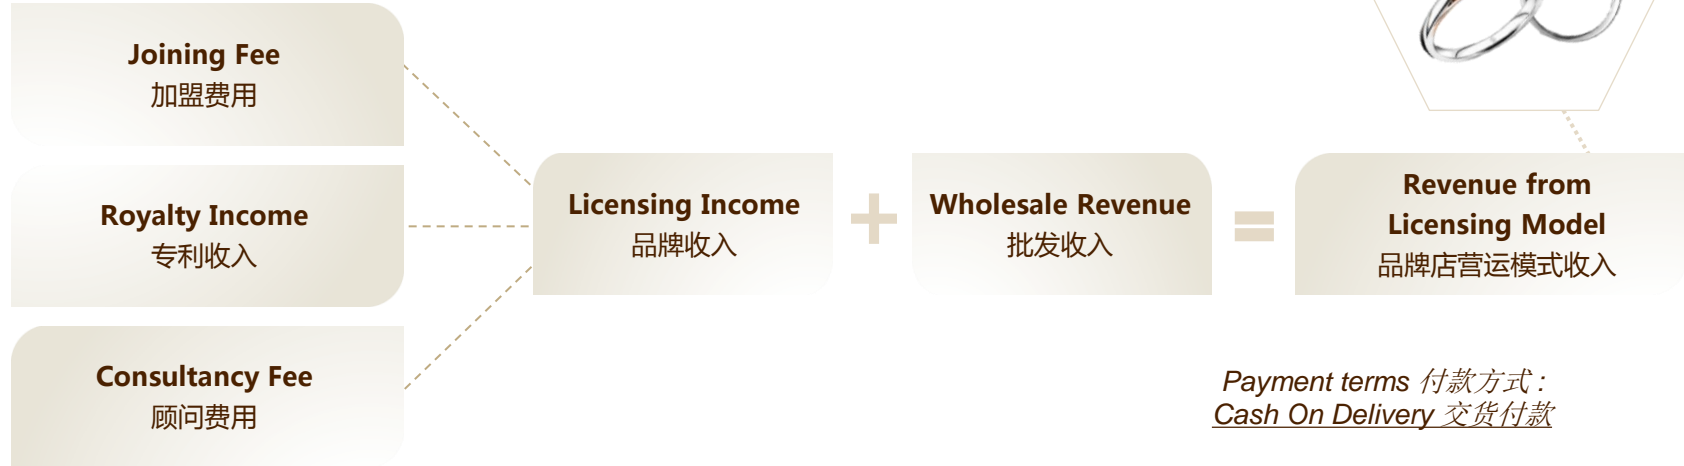 Joining Fee
加盟费用
Royalty Income
专利收入
Consultancy Fee
顾问费用
Licensing Income
品牌收入
+
Wholesale Revenue
批发收入
=
Revenue from
Licensing Model
品牌店营运模式收入
Payment terms 付款方式 :
Cash On Delivery 交货付款